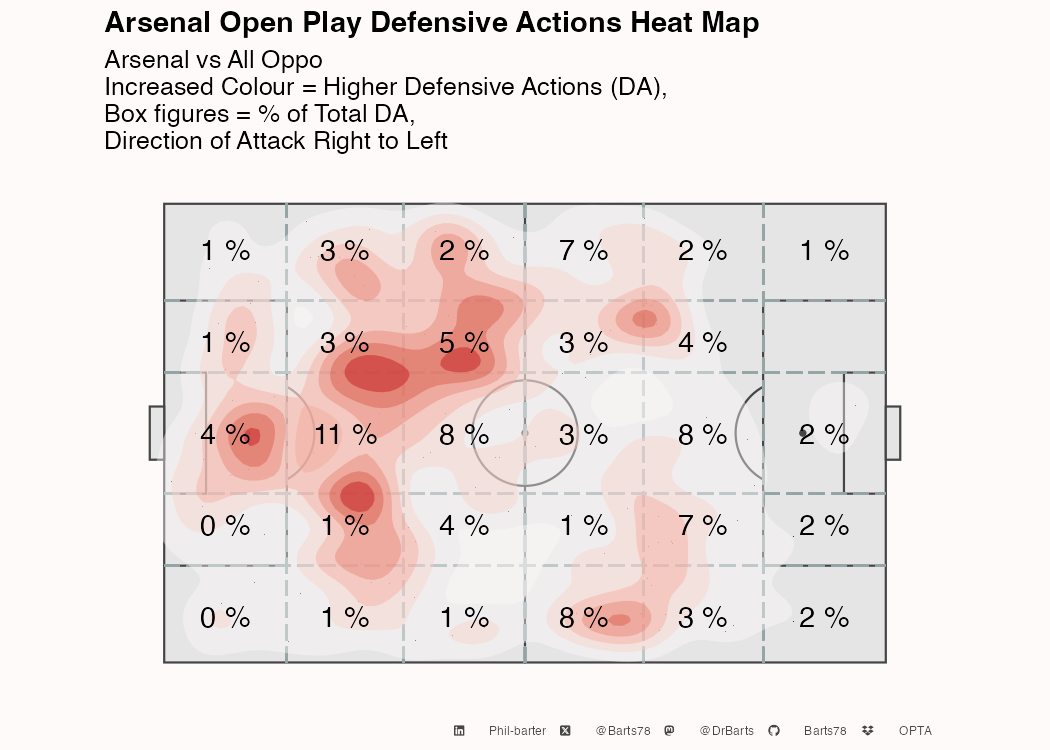 Arsenal Open Play Defensive Actions Heat Map
Arsenal vs All Oppo
Increased Colour = Higher Defensive Actions (DA),
Box figures = % of Total DA,
Direction of Attack Right to Left
1 % 3 % 2 % 7 % 2 % 1 %
1 % 3 % 5 % 3 % 4 %
4 % 11 % 8 % 3 % 8 % 2 %
0 % 1 % 4 % 1 % 7 % 2 %
0 % 1 % 1 % 8 % 3 % 2 %
Phil-barter @Barts78 @DrBarts Barts78 OPTA